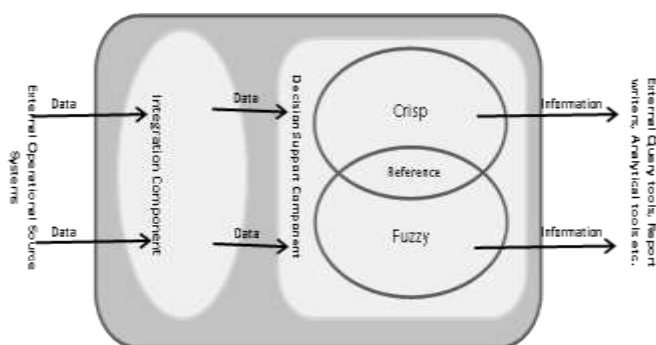 External Operational Source
Systems
Data
Data
Integration Component
Data
Data
Decision Support Component
Crisp
Reference
Fuzzy
Information
Information
External Query tools, Report
writers, Analytical tools etc.